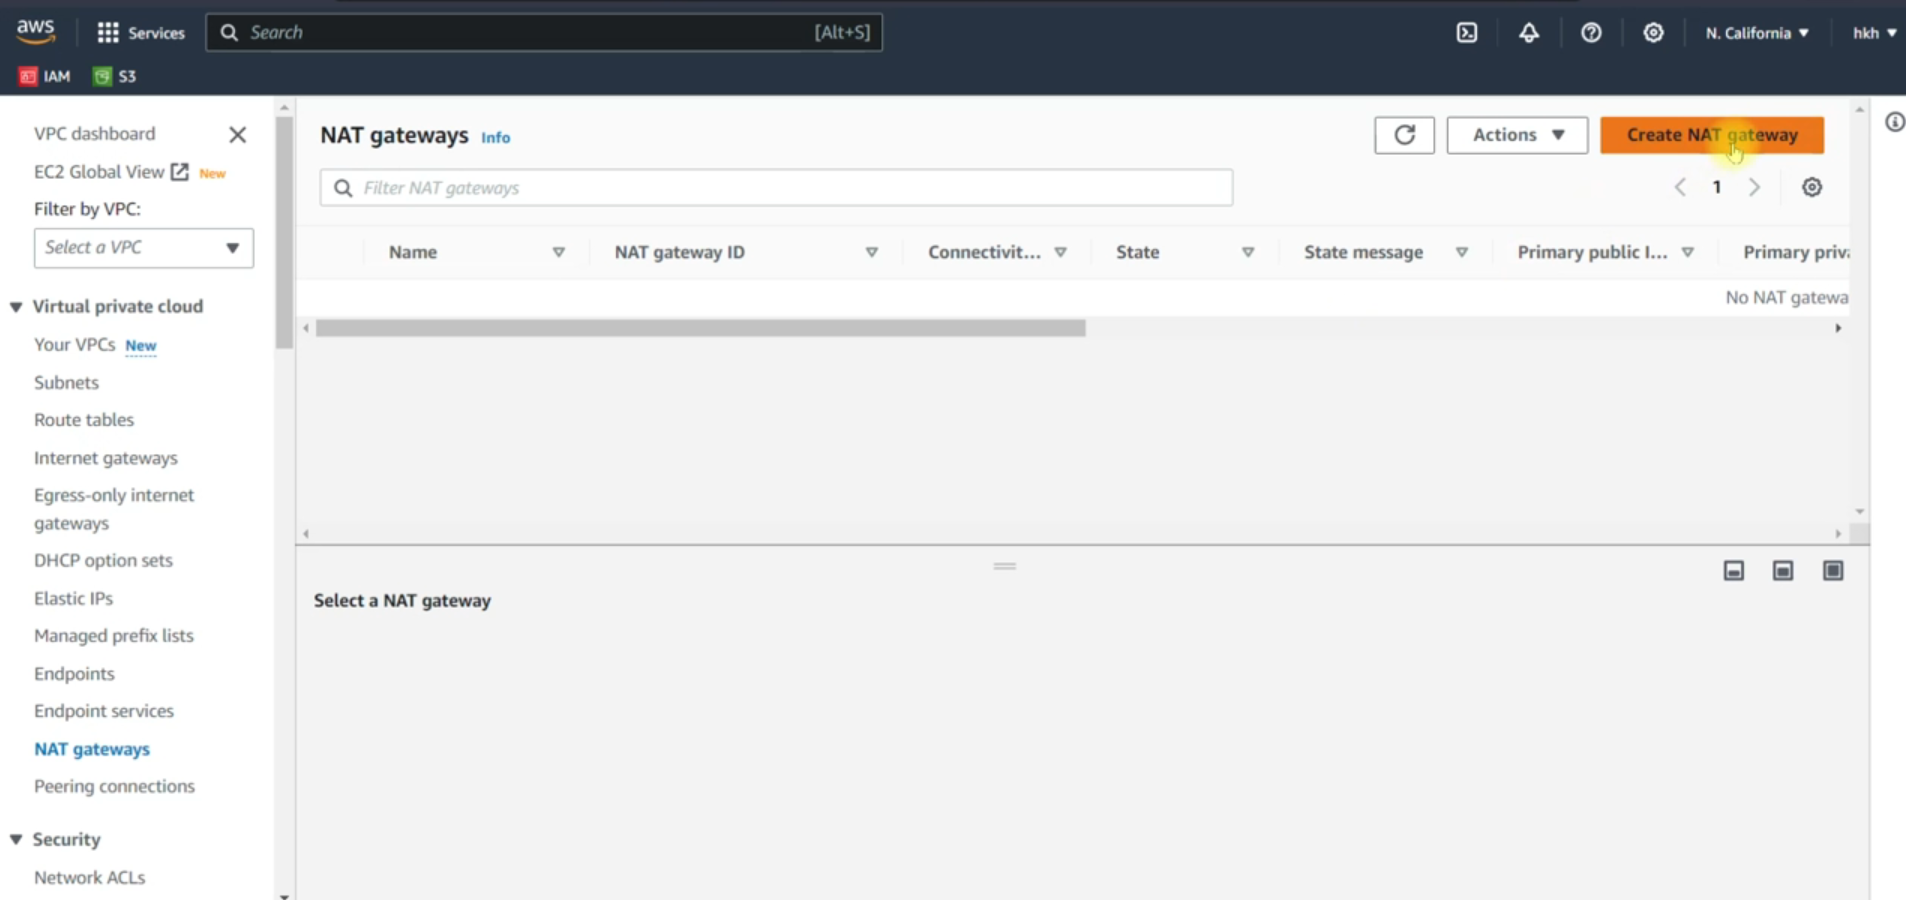 aws
Services
Search
[Alt+S]
N. California
hkh
IAM
S3
VPC dashboard
EC2 Global View
New
Filter by VPC:
Select a VPC
Virtual private cloud
Your VPCs
New
Subnets
Route tables
Internet gateways
Egress-only internet
gateways
DHCP option sets
Elastic IPs
Managed prefix lists
Endpoints
Endpoint services
NAT gateways
Peering connections
Security
Network ACLs
NAT gateways
Info
Actions
Create NAT gateway
Filter NAT gateways
1
Name
NAT gateway ID
Connectivit...
State
State message
Primary public I...
Primary priv
No NAT gatewa
Select a NAT gateway